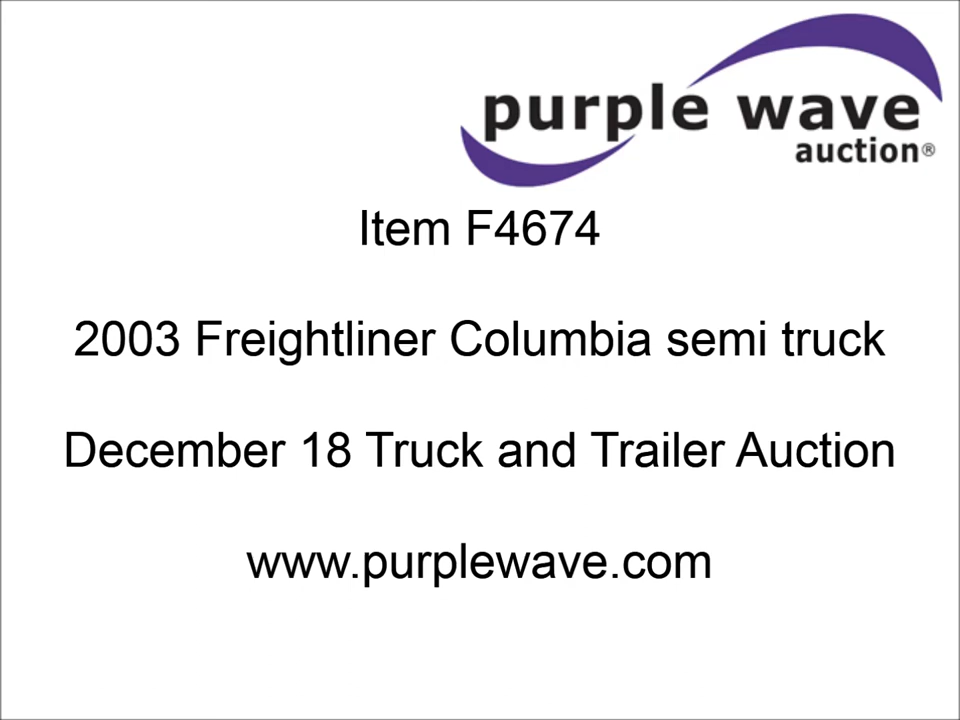 purple wave
auction®
Item F4674
2003 Freightliner Columbia semi truck
December 18 Truck and Trailer Auction
www.purplewave.com